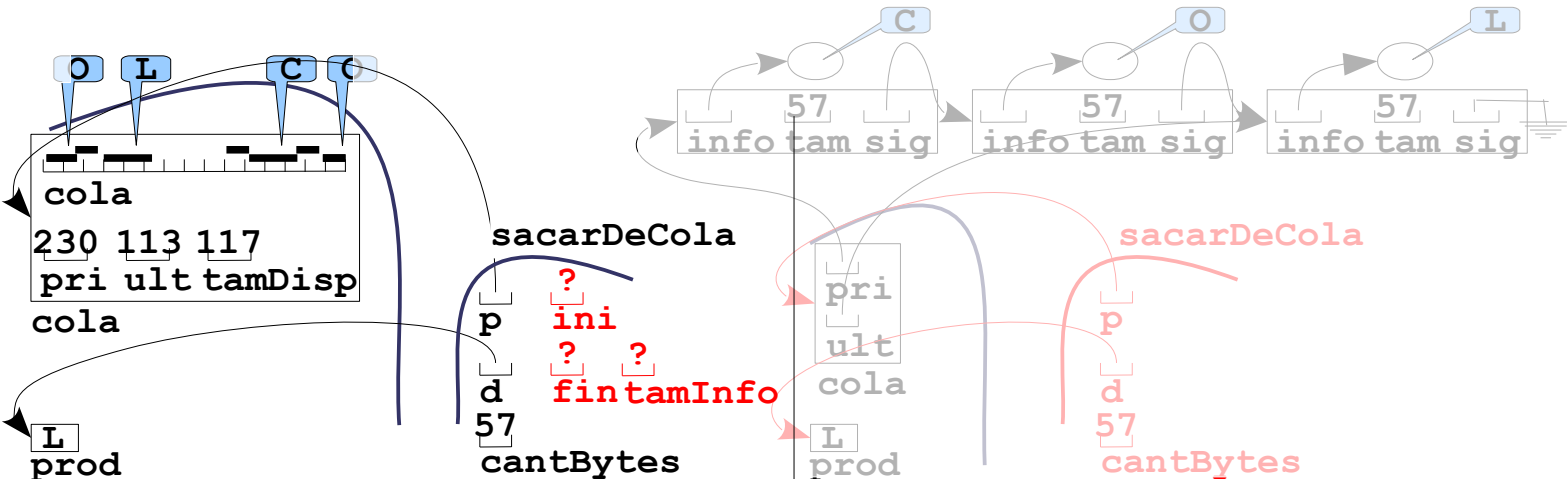 C O L
O L C O
57 57 57
info tam sig info tam sig info tam sig
cola
230 113 117
pri ult tamDisp
cola
sacarDeCola
? 
p ini
? ?
d fin tamInfo
57
cantBytes
L
prod
pri
ult
cola
L
prod
sacarDeCola
p
d
57
cantBytes